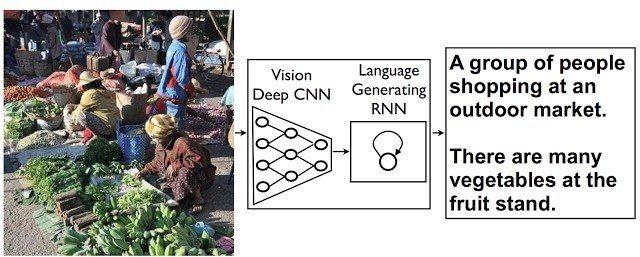 Vision
Deep CNN
Language
Generating
RNN
A group of people
shopping at an
outdoor market.
There are many
vegetables at the
fruit stand.